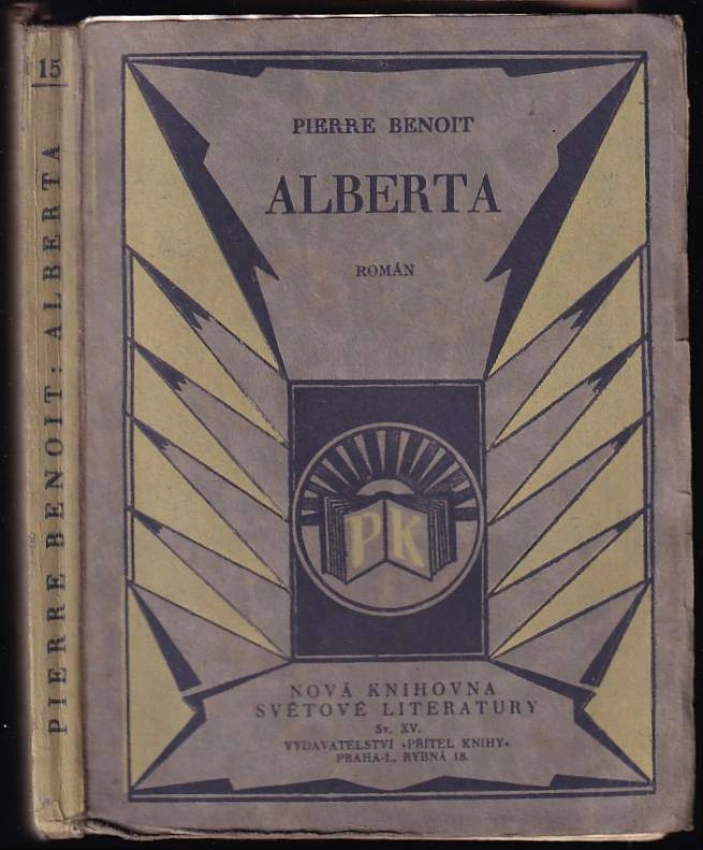 15
PIERRE BENOIT: ALBERTA
PIERRE BENOIT
ALBERTA
ROMÁN
PK
NOVÁ KNIHOVNA
SVĚTOVÉ LITERATURY
Sv. XV.
VYDAVATELSTVÍ »PŘÍTEL KNIHY«
PRAHA-I., RYBNÁ 18.